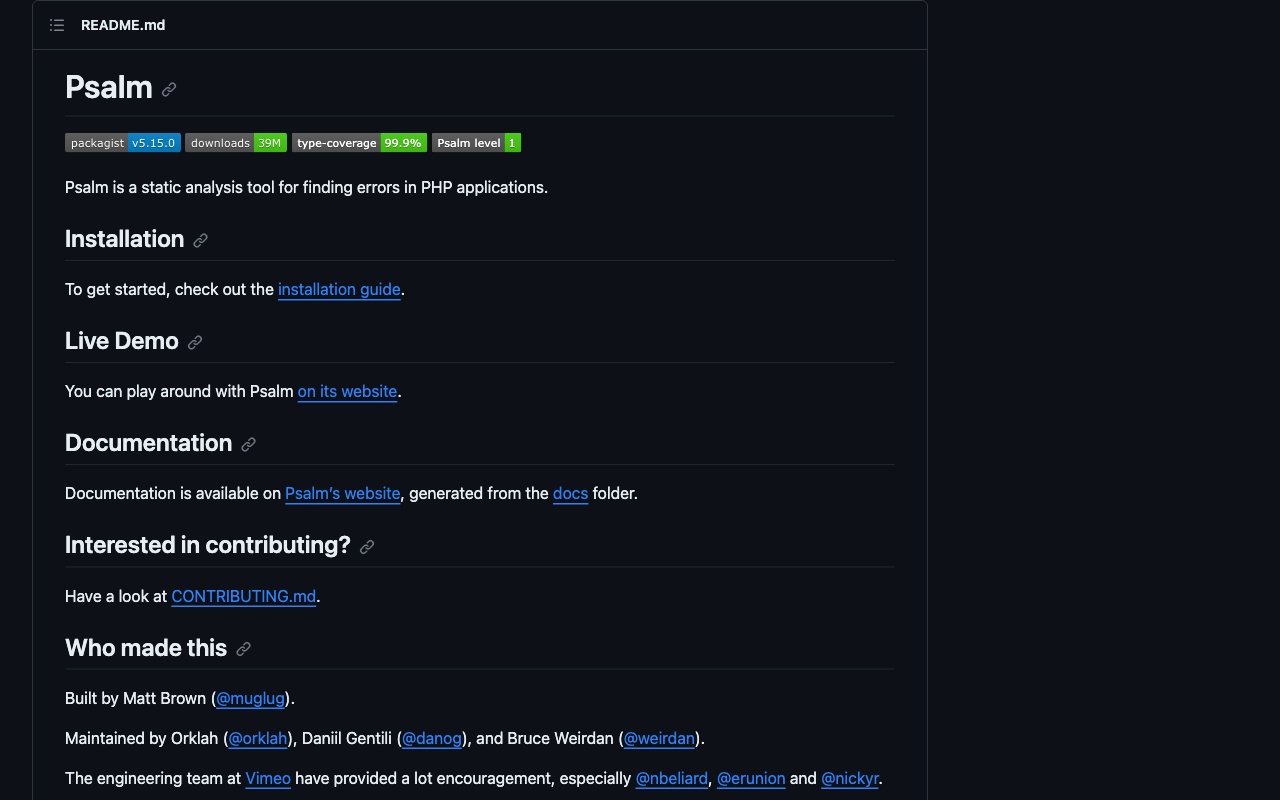 README.md
Psalm
packagist v5.15.0 downloads 39M type-coverage 99.9% Psalm level 1
Psalm is a static analysis tool for finding errors in PHP applications.
Installation
To get started, check out the installation guide.
Live Demo
You can play around with Psalm on its website.
Documentation
Documentation is available on Psalm’s website, generated from the docs folder.
Interested in contributing?
Have a look at CONTRIBUTING.md.
Who made this
Built by Matt Brown (@muglug).
Maintained by Orklah (@orklah), Daniil Gentili (@danog), and Bruce Weirdan (@weirdan).
The engineering team at Vimeo have provided a lot encouragement, especially @nbeliard, @erunion and @nickyr.